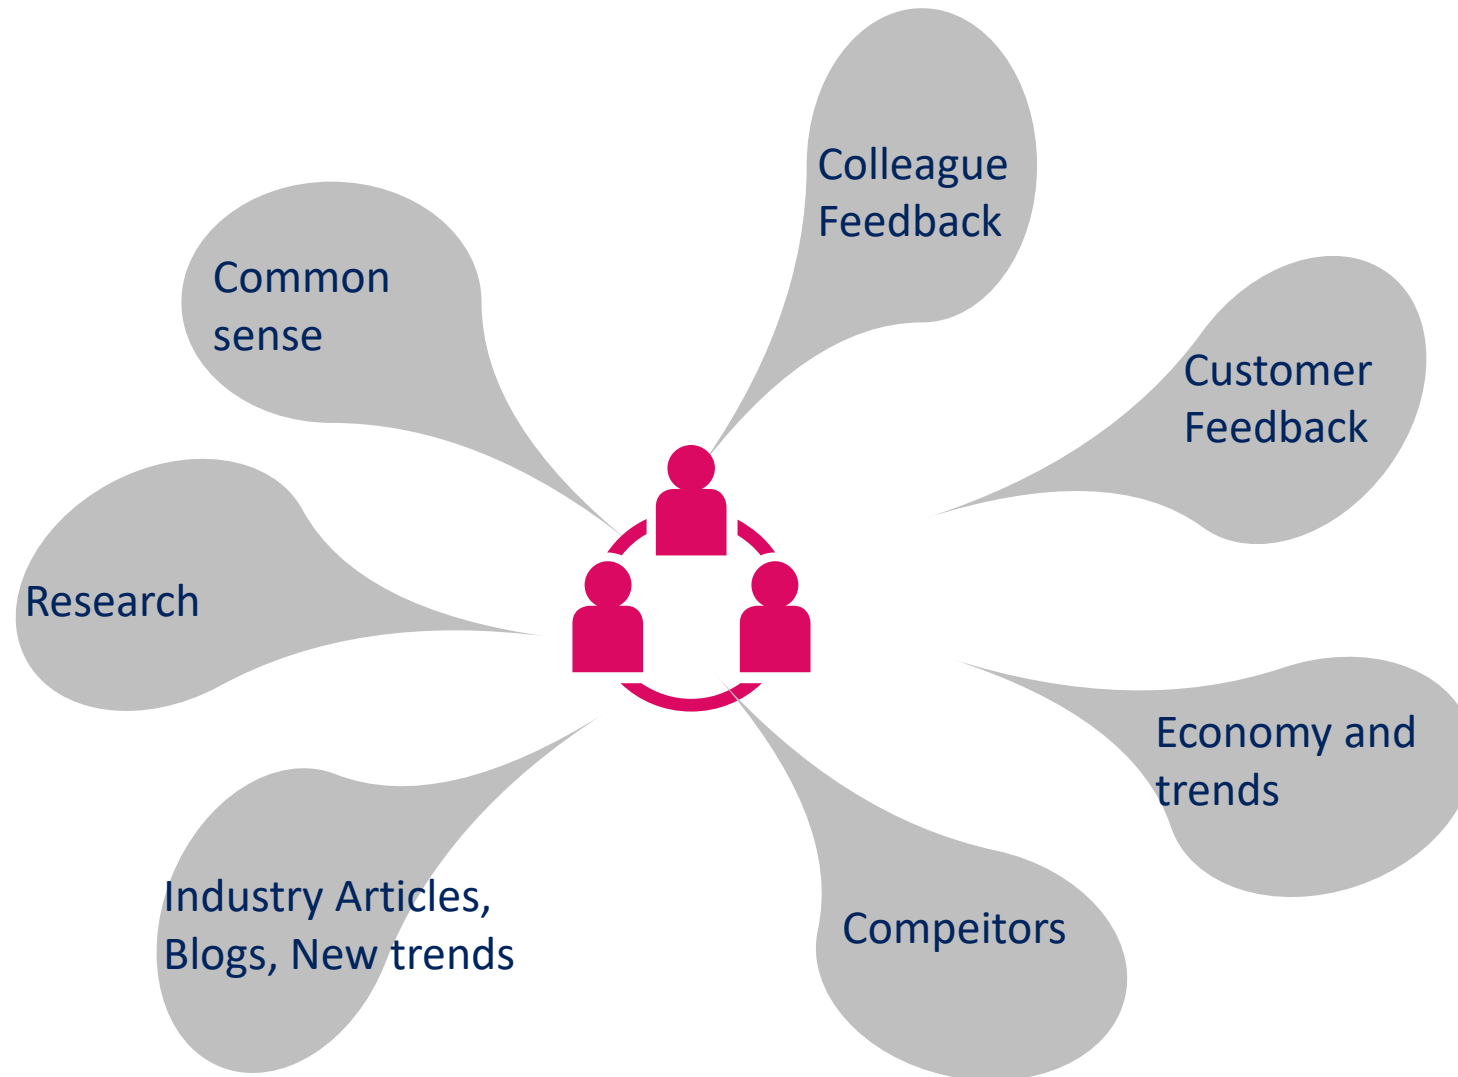 Colleague
Feedback
Common
sense
Customer
Feedback
Research
Economy and
trends
Industry Articles,
Blogs, New trends
Compeitors